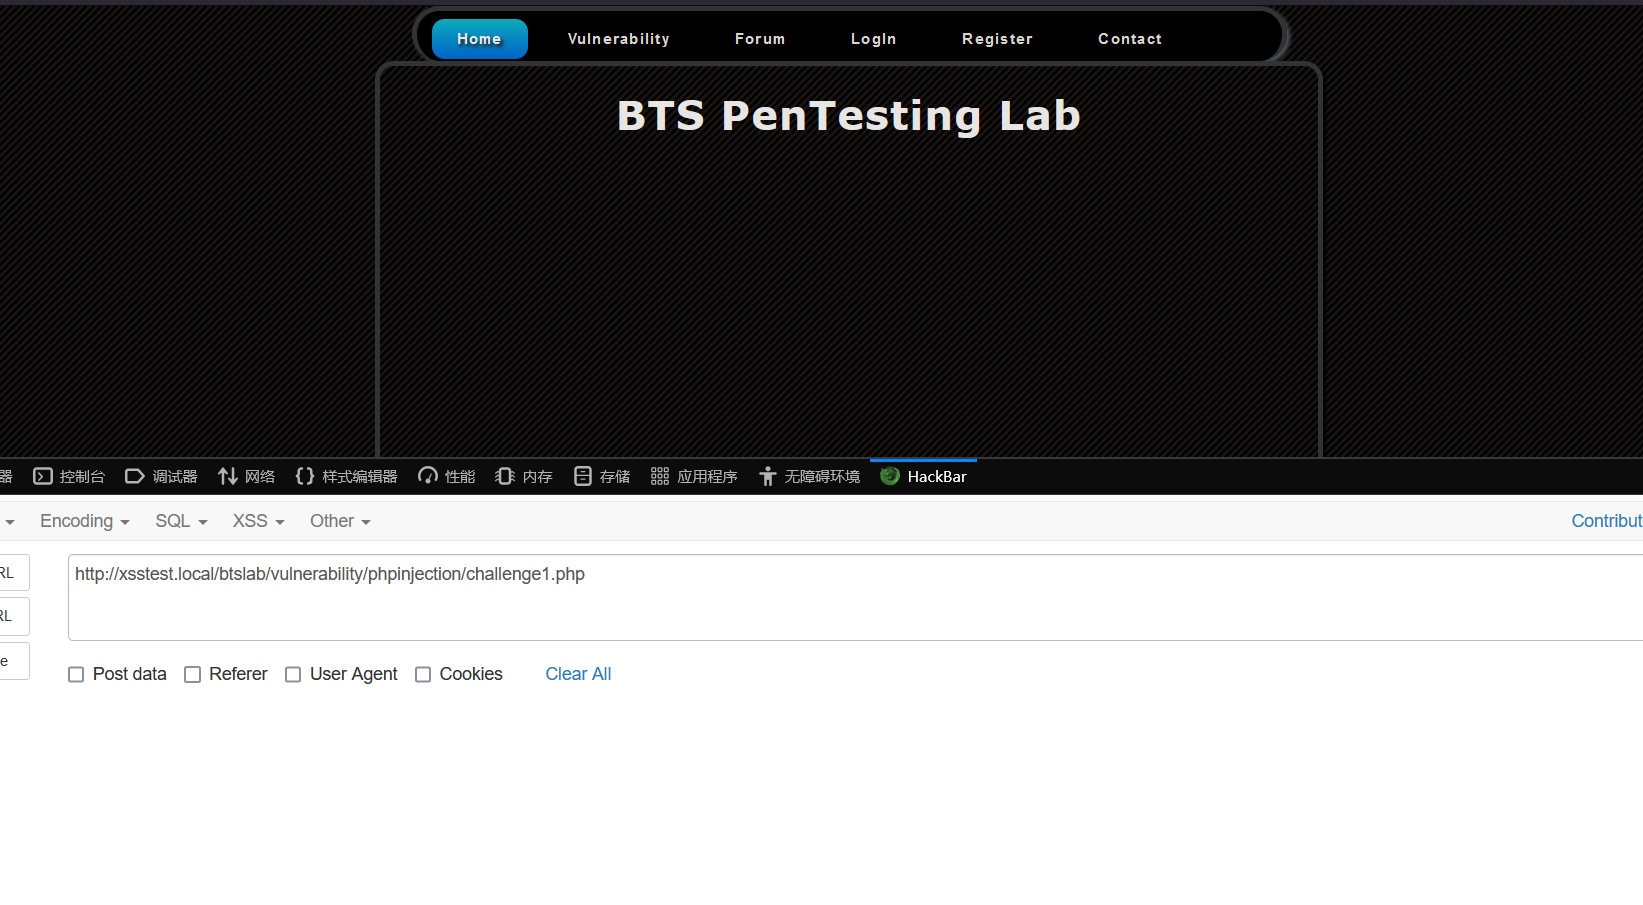 Home Vulnerability Forum LogIn Register Contact
BTS PenTesting Lab
器 控制台 调试器 网络 样式编辑器 性能 内存 存储 应用程序 无障碍环境 HackBar
Encoding SQL XSS Other Contribut
RL
http://xsstest.local/btslab/vulnerability/phpinjection/challenge1.php
RL
e
Post data Referer User Agent Cookies Clear All